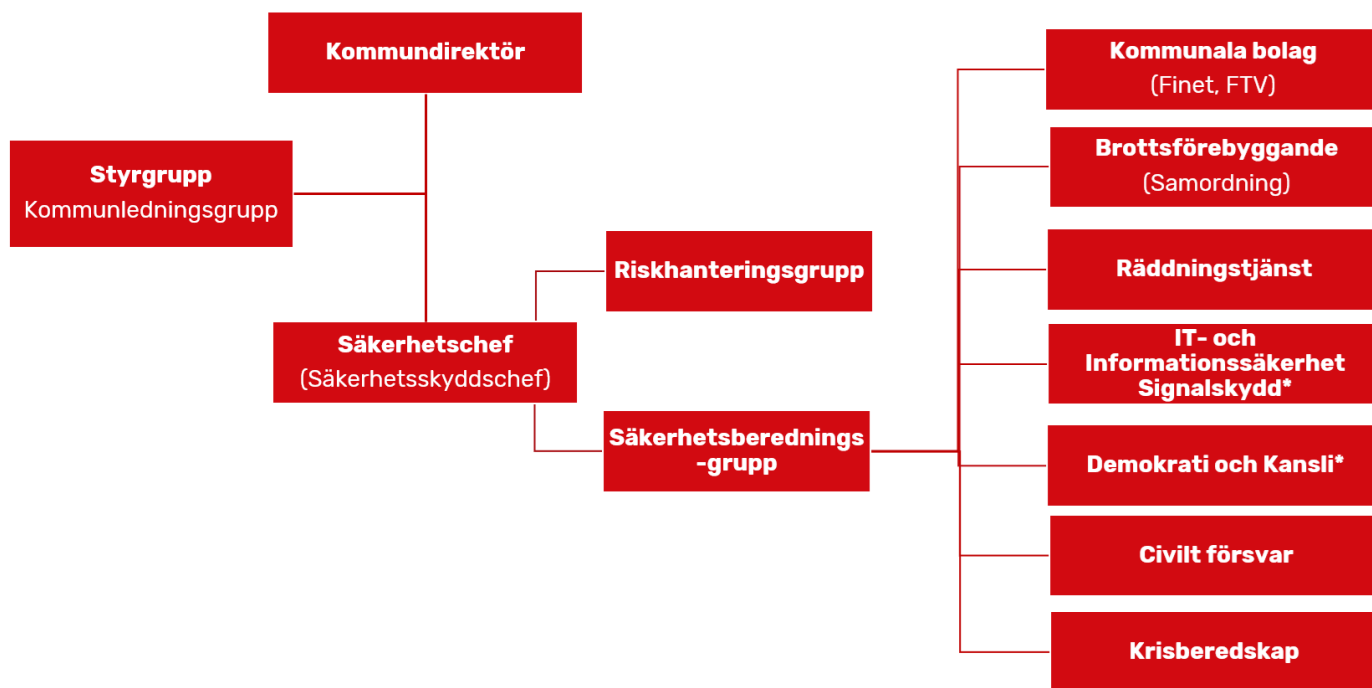 Kommundirektör
Styrgrupp
Kommunledningsgrupp
Säkerhetschef
(Säkerhetsskyddschef)
Riskhanteringsgrupp
Säkerhetsberednings
-grupp
Kommunala bolag
(Finet, FTV)
Brottsförebyggande
(Samordning)
Räddningstjänst
IT- och
Informationssäkerhet
Signalskydd*
Demokrati och Kansli*
Civilt försvar
Krisberedskap